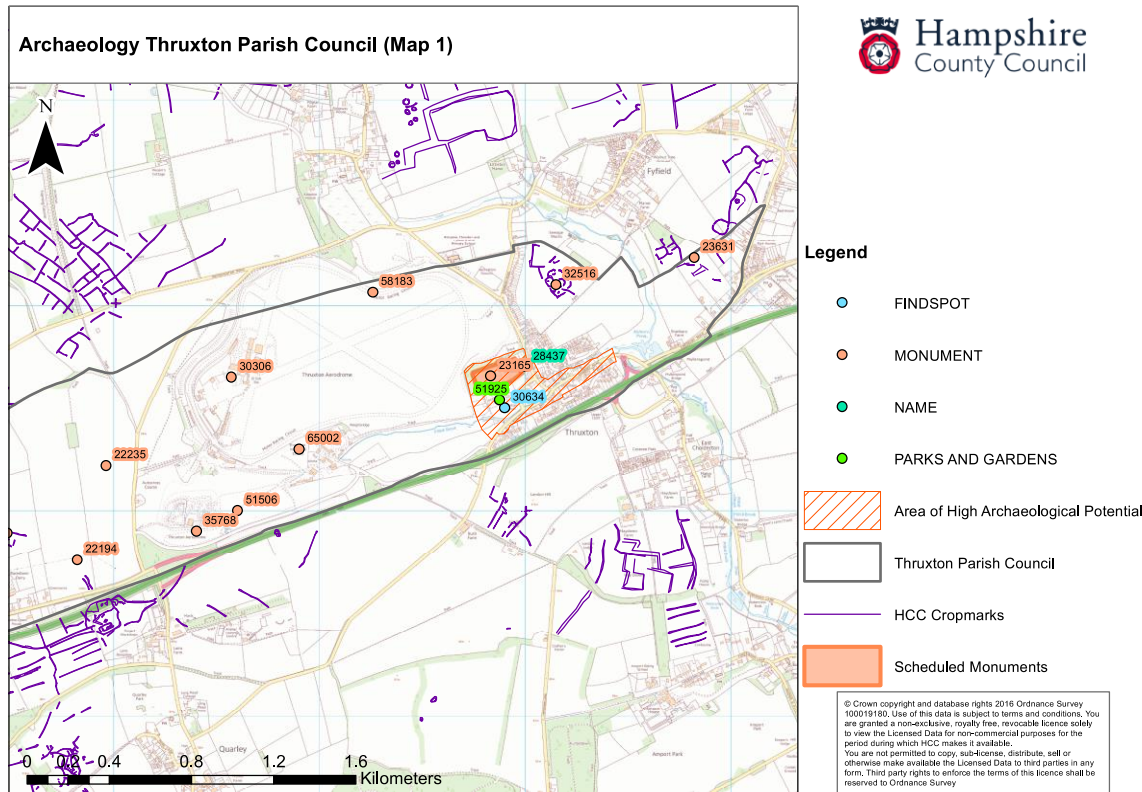 Archaeology Thruxton Parish Council (Map 1)
Hampshire
County Council
N
Fyfield
23631
32516
58183
28437
23165
30306
Thruxton Aerodrome
51925
30634
Thruxton
65002
22235
51506
35768
22194
Quarley
Amport Park
0 0.2 0.4 0.8 1.2 1.6
Kilometers
Legend
FINDSPOT
MONUMENT
NAME
PARKS AND GARDENS
Area of High Archaeological Potential
Thruxton Parish Council
HCC Cropmarks
Scheduled Monuments
© Crown copyright and database rights 2016 Ordnance Survey
100019180. Use of this data is subject to terms and conditions. You
are granted a non-exclusive, royalty free, revocable licence solely
to view the Licensed Data for non-commercial purposes for the
period during which HCC makes it available.
You are not permitted to copy, sub-license, distribute, sell or
otherwise make available the Licensed Data to third parties in any
form. Third party rights to enforce the terms of this licence shall be
reserved to Ordnance Survey